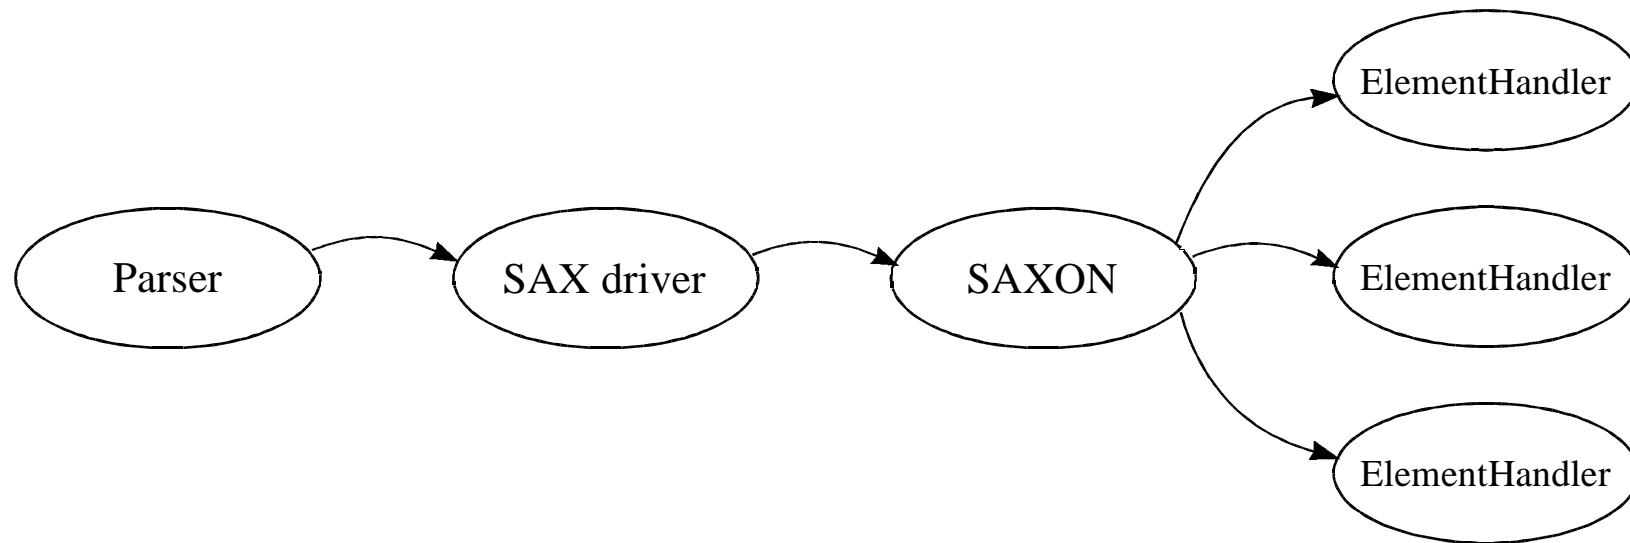 ElementHandler
Parser
SAX driver
SAXON
ElementHandler
ElementHandler